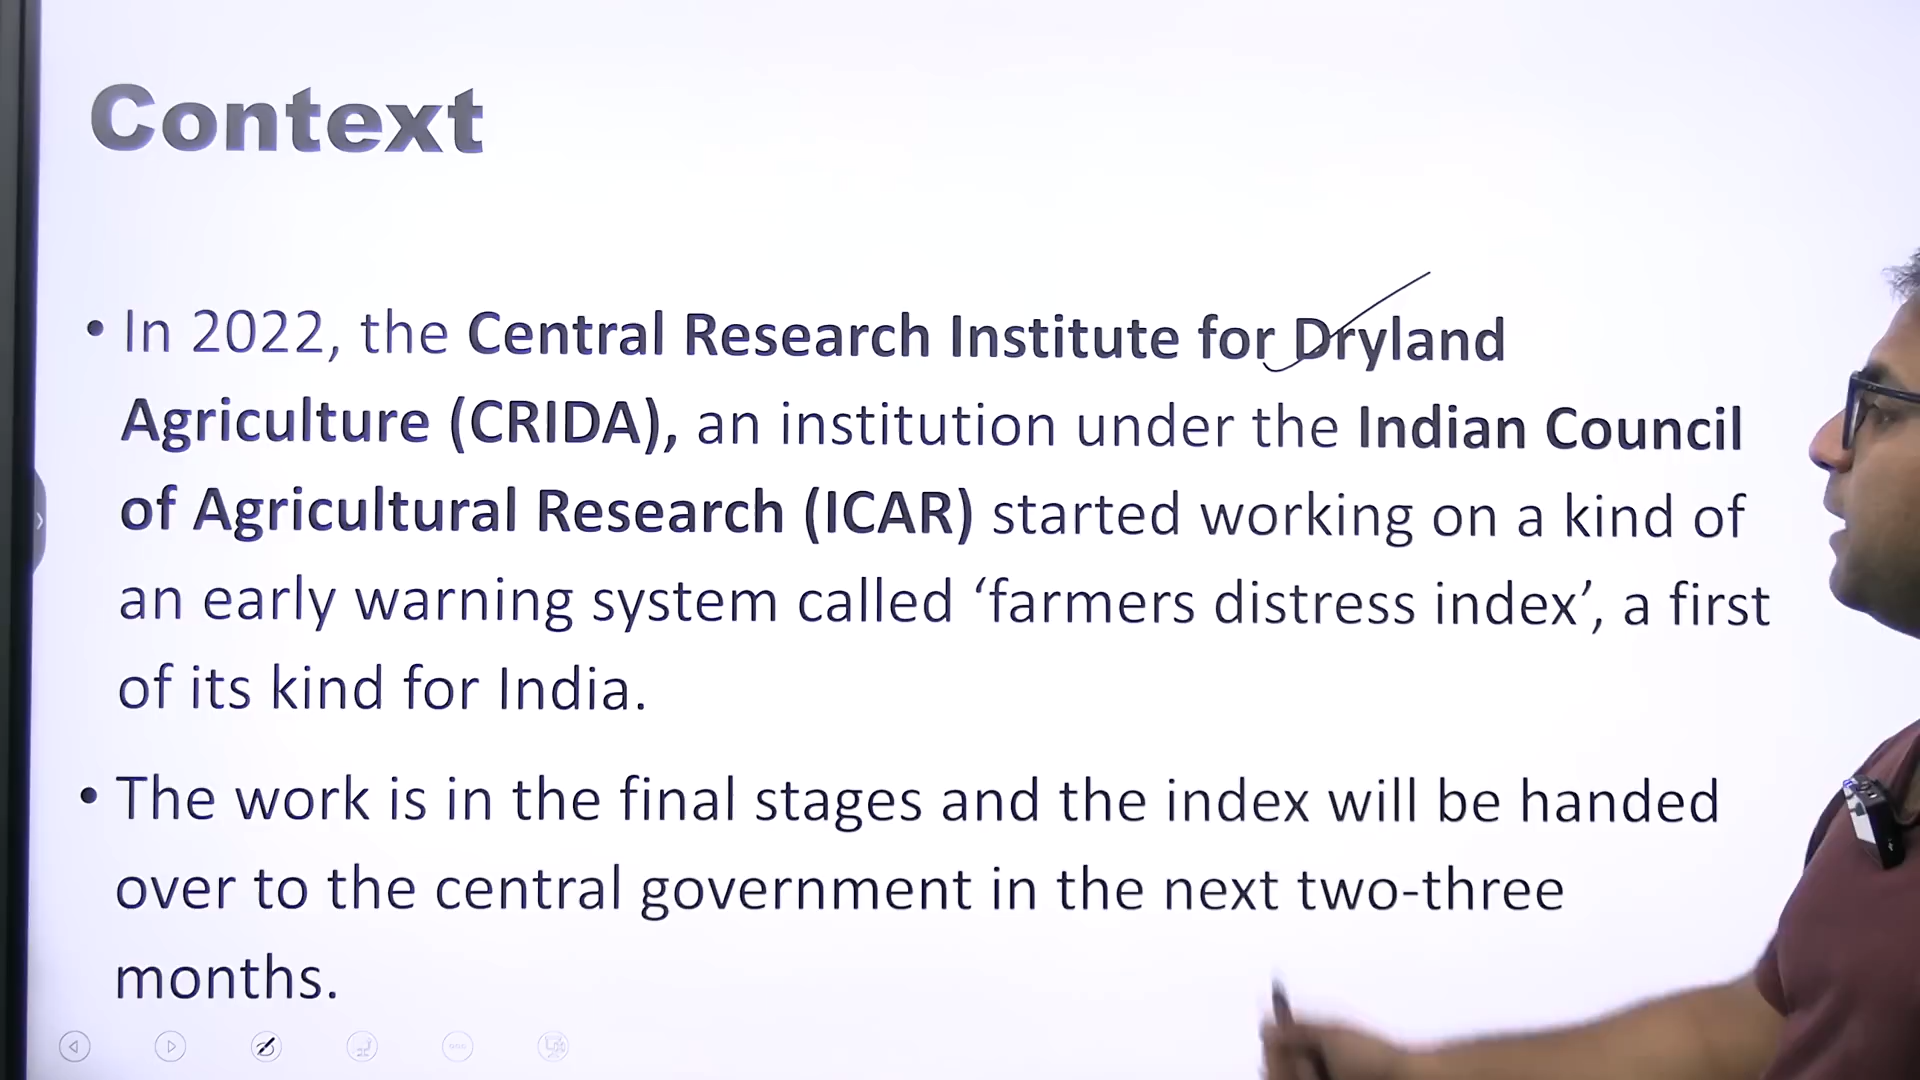 Context
• In 2022, the Central Research Institute for Dryland
Agriculture (CRIDA), an institution under the Indian Council
of Agricultural Research (ICAR) started working on a kind of
an early warning system called ‘farmers distress index’, a first
of its kind for India.
• The work is in the final stages and the index will be handed
over to the central government in the next two-three
months.